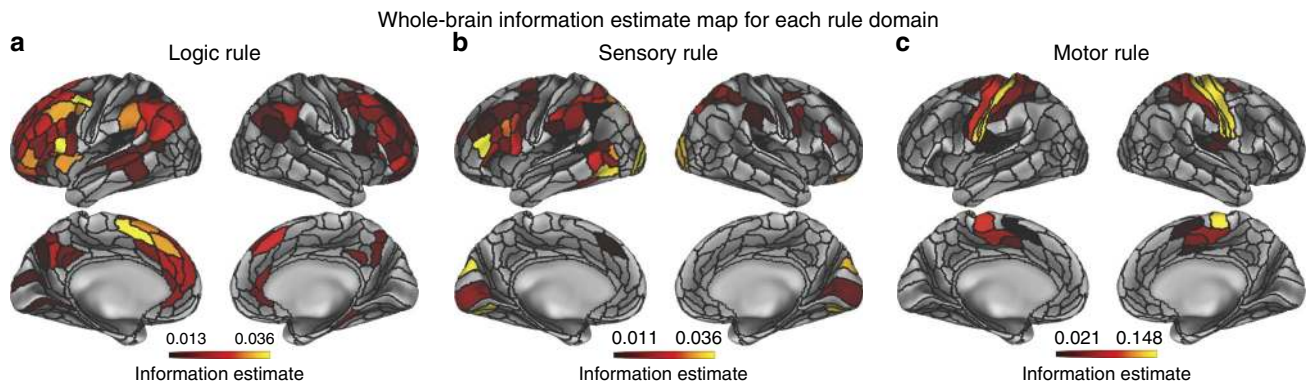 Whole-brain information estimate map for each rule domain
a
Logic rule
b
Sensory rule
c
Motor rule
0.013 0.036
Information estimate
0.011 0.036
Information estimate
0.021 0.148
Information estimate